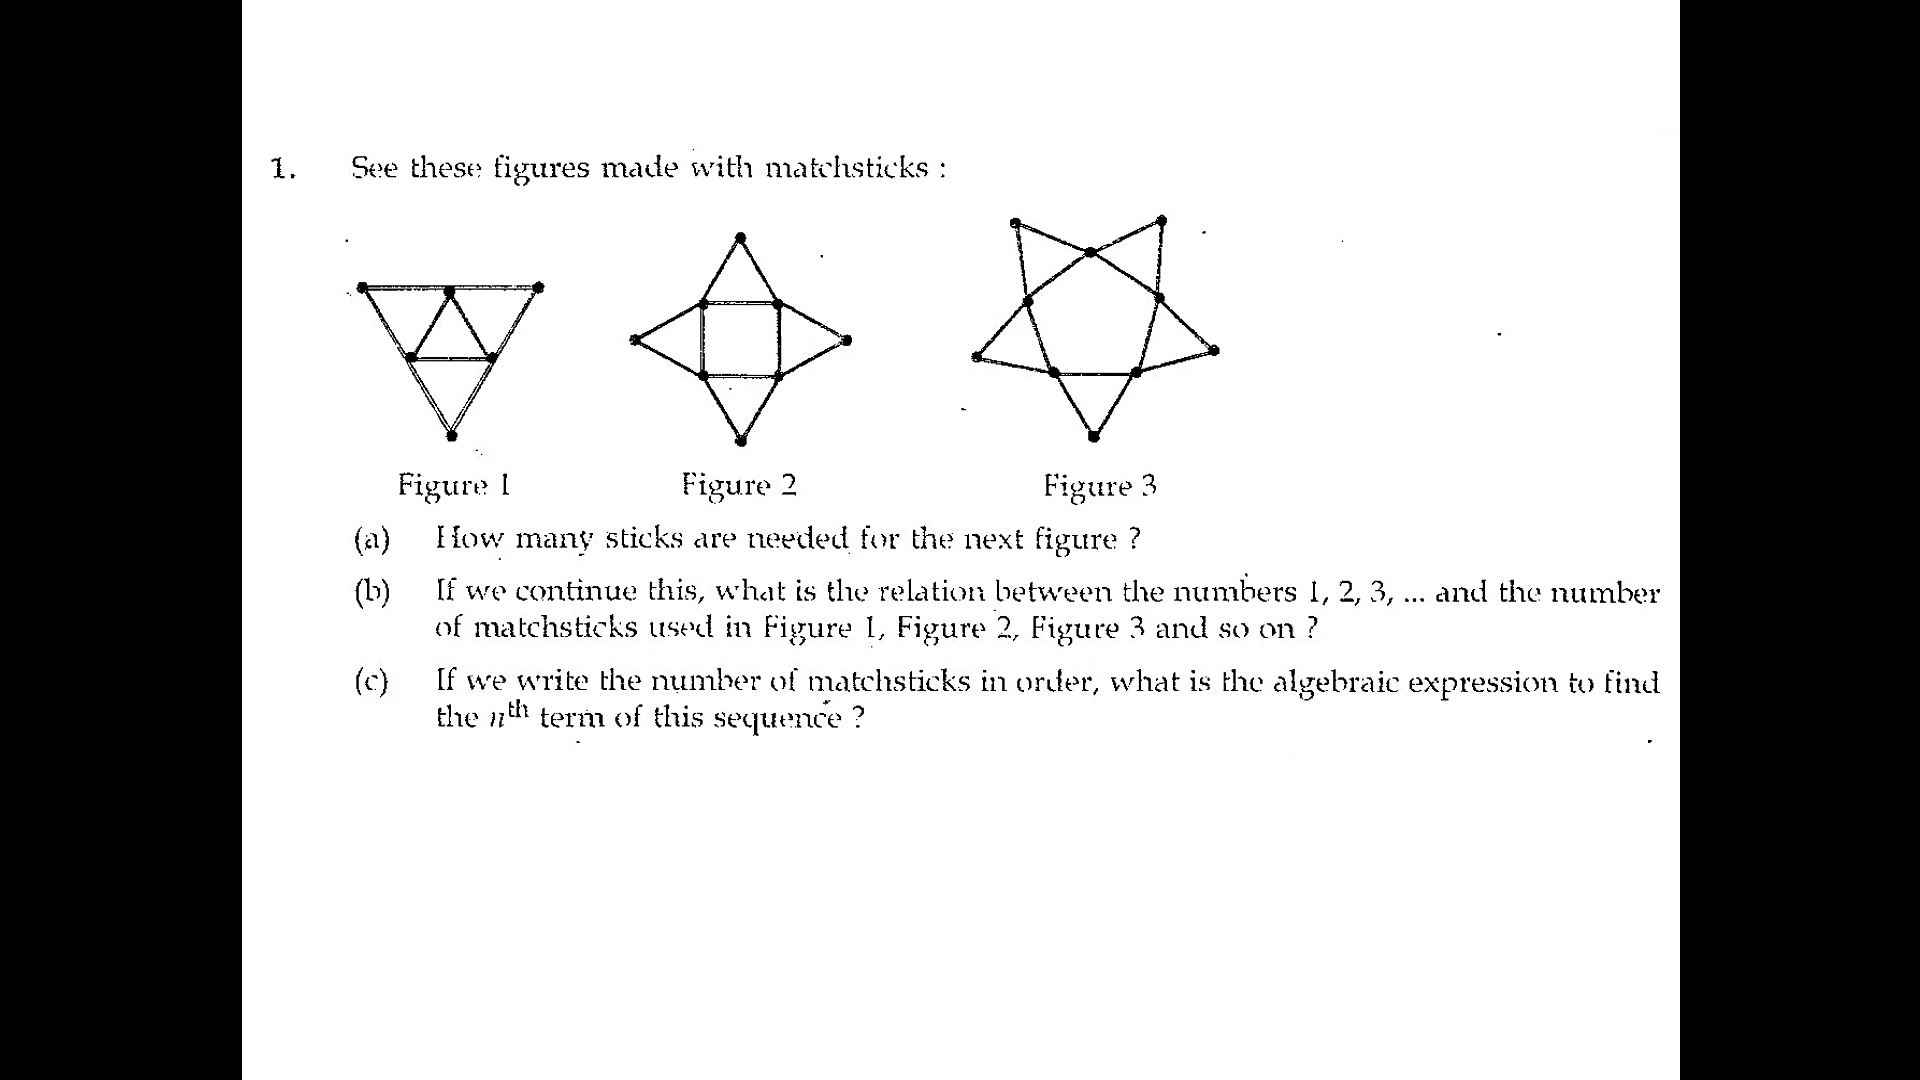 1. See these figures made with matchsticks :
Figure 1 Figure 2 Figure 3
(a) How many sticks are needed for the next figure ?
(b) If we continue this, what is the relation between the numbers 1, 2, 3, ... and the number
of matchsticks used in Figure 1, Figure 2, Figure 3 and so on ?
(c) If we write the number of matchsticks in order, what is the algebraic expression to find
the nth term of this sequence ?